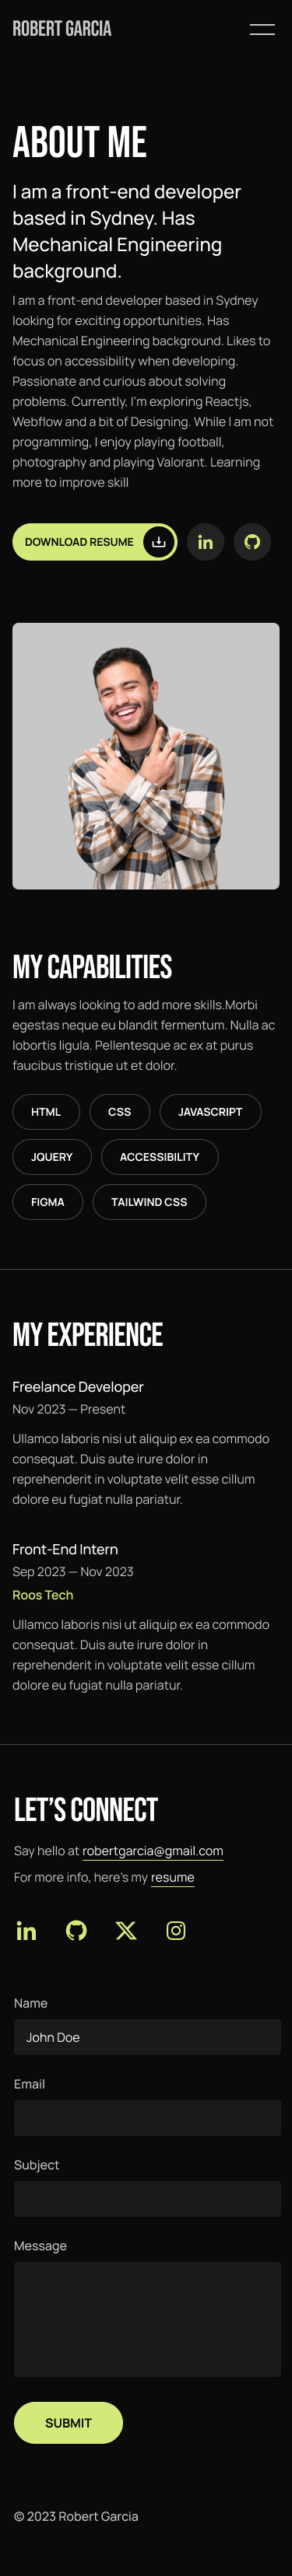 ROBERT GARCIA
ABOUT ME
I am a front-end developer
based in Sydney. Has
Mechanical Engineering
background.
I am a front-end developer based in Sydney
looking for exciting opportunities. Has
Mechanical Engineering background. Likes to
focus on accessibility when developing.
Passionate and curious about solving
problems. Currently, I'm exploring Reactjs,
Webflow and a bit of Designing. While I am not
programming, I enjoy playing football,
photography and playing Valorant. Learning
more to improve skill
DOWNLOAD RESUME
in
MY CAPABILITIES
I am always looking to add more skills.Morbi
egestas neque eu blandit fermentum. Nulla ac
lobortis ligula. Pellentesque ac ex at purus
faucibus tristique ut et dolor.
HTML CSS JAVASCRIPT
JQUERY ACCESSIBILITY
FIGMA TAILWIND CSS
MY EXPERIENCE
Freelance Developer
Nov 2023 — Present
Ullamco laboris nisi ut aliquip ex ea commodo
consequat. Duis aute irure dolor in
reprehenderit in voluptate velit esse cillum
dolore eu fugiat nulla pariatur.
Front-End Intern
Sep 2023 — Nov 2023
Roos Tech
Ullamco laboris nisi ut aliquip ex ea commodo
consequat. Duis aute irure dolor in
reprehenderit in voluptate velit esse cillum
dolore eu fugiat nulla pariatur.
LET'S CONNECT
Say hello at robertgarcia@gmail.com
For more info, here's my resume
in X
Name
John Doe
Email
Subject
Message
SUBMIT
© 2023 Robert Garcia